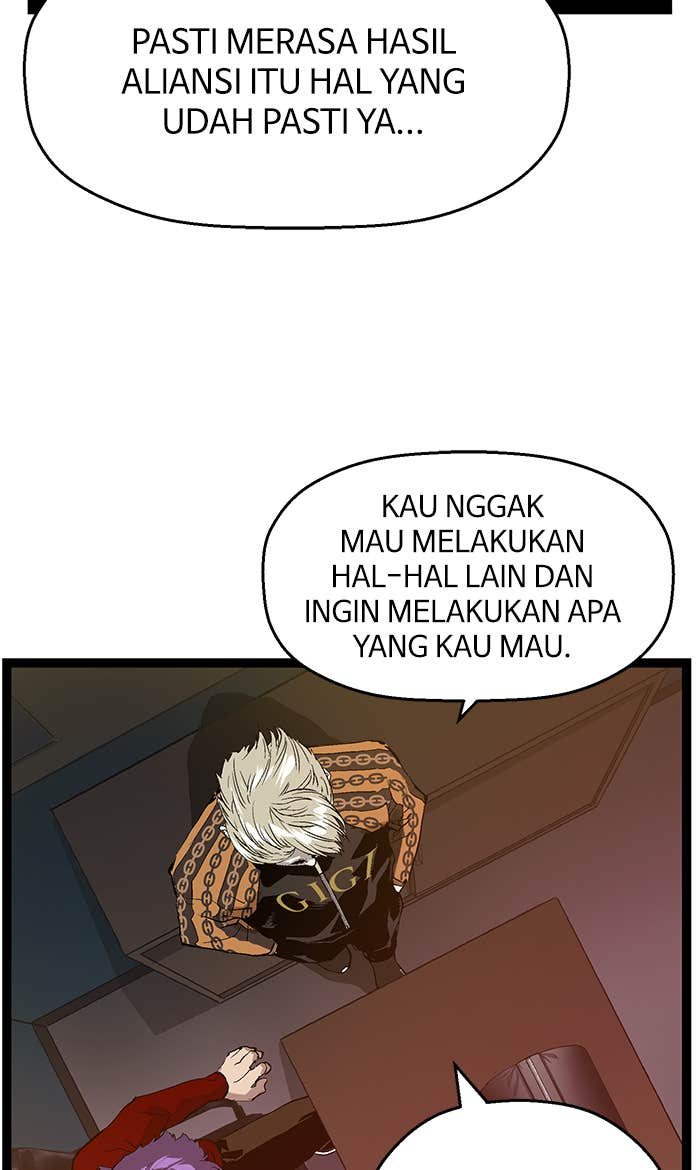 PASTI MERASA HASIL
ALIANSI ITU HAL YANG
UDAH PASTI YA...
KAU NGGAK
MAU MELAKUKAN
HAL-HAL LAIN DAN
INGIN MELAKUKAN APA
YANG KAU MAU.
GIGZ